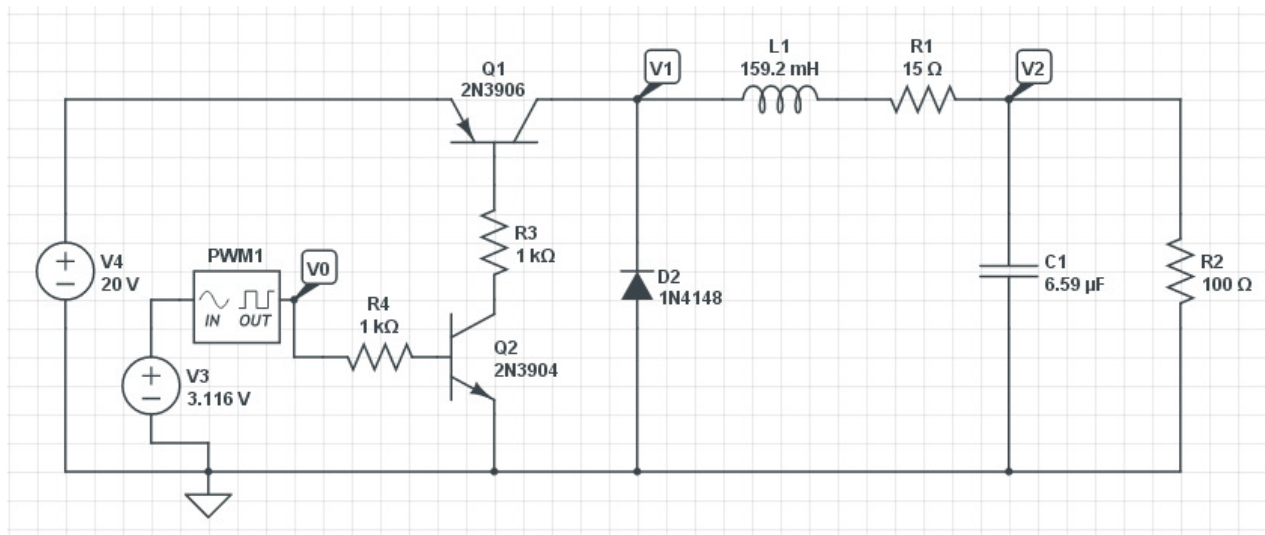 V1
L1
159.2 mH
R1
15 Ω
V2
Q1
2N3906
R3
1 kΩ
V4
20 V
PWM1
IN OUT
V0
R4
1 kΩ
D2
1N4148
C1
6.59 µF
R2
100 Ω
Q2
2N3904
V3
3.116 V